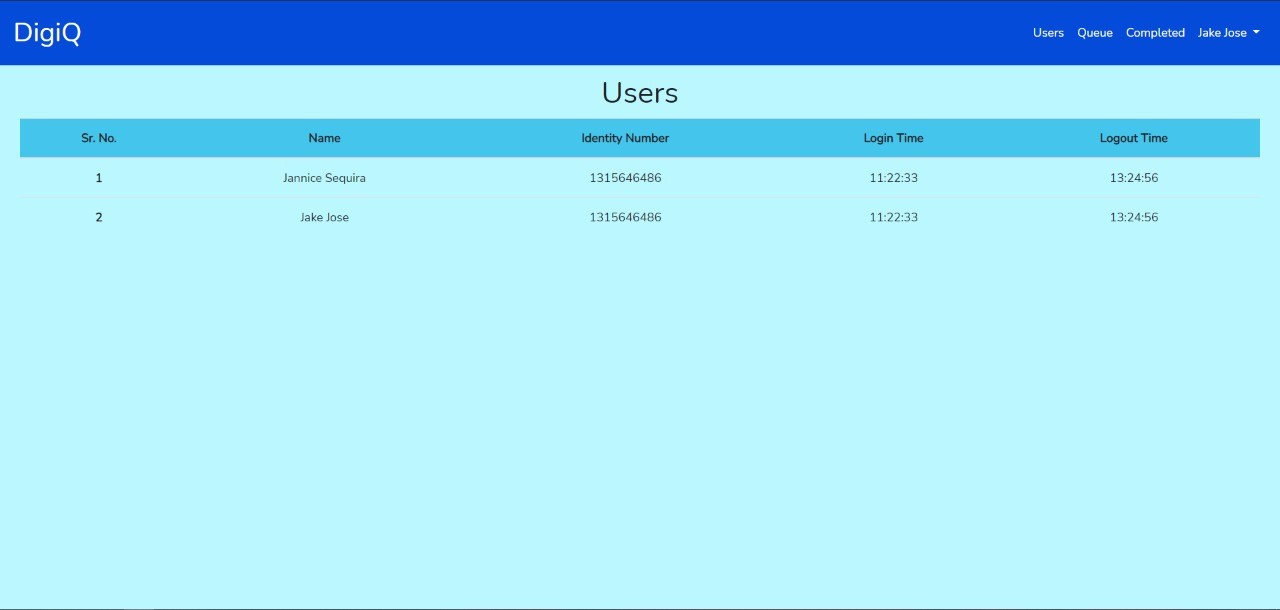 DigiQ
Users Queue Completed Jake Jose
Users
Sr. No. Name Identity Number Login Time Logout Time
1 Jannice Sequira 1315646486 11:22:33 13:24:56
2 Jake Jose 1315646486 11:22:33 13:24:56